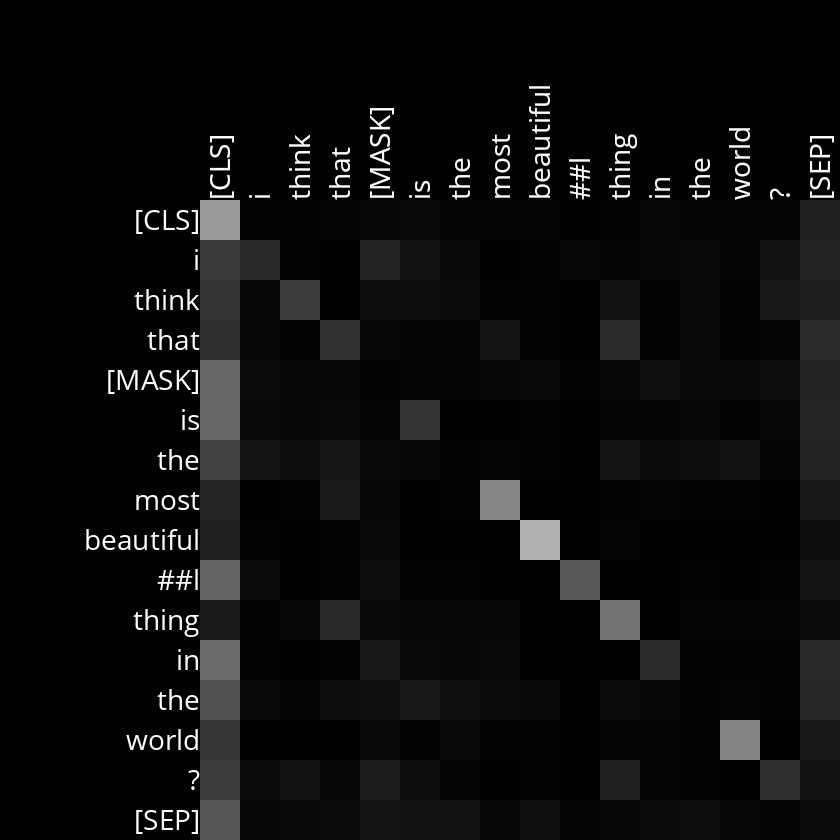 [CLS] i think that [MASK] is the most beautiful ##l thing in the world ? [SEP]
[CLS]
i
think
that
[MASK]
is
the
most
beautiful
##l
thing
in
the
world
?
[SEP]